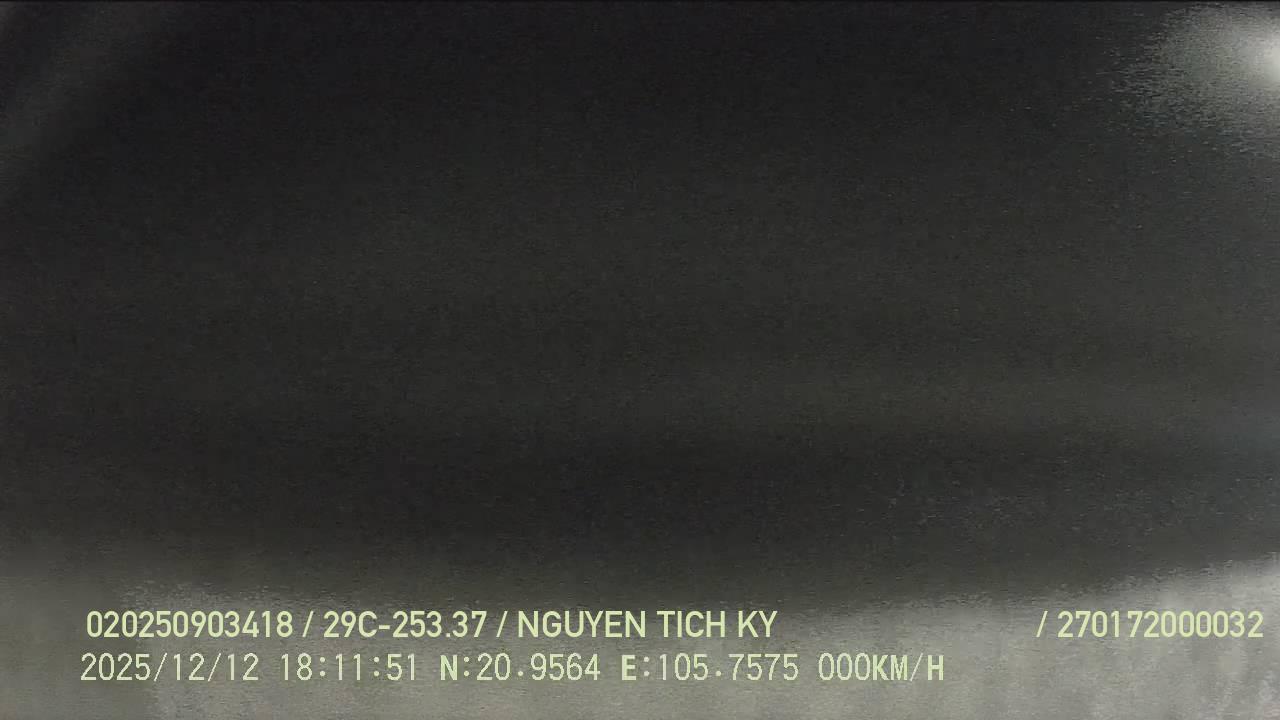 020250903418 / 29C-253.37 / NGUYEN TICH KY / 270172000032
2025/12/12 18:11:51 N:20.9564 E:105.7575 000KM/H